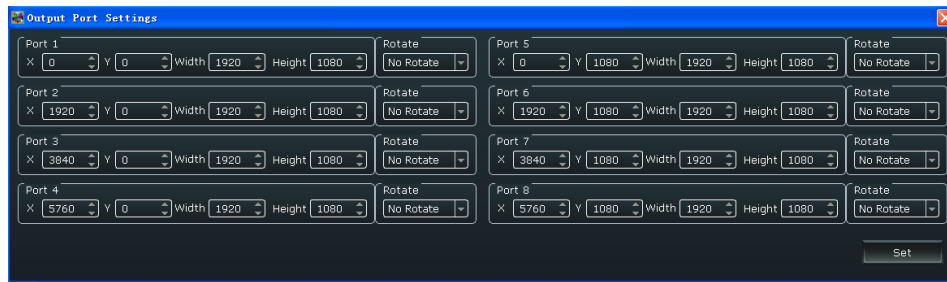 Output Port Settings
Port 1
X 0 Y 0 Width 1920 Height 1080
Rotate
No Rotate
Port 5
X 0 Y 1080 Width 1920 Height 1080
Rotate
No Rotate
Port 2
X 1920 Y 0 Width 1920 Height 1080
Rotate
No Rotate
Port 6
X 1920 Y 1080 Width 1920 Height 1080
Rotate
No Rotate
Port 3
X 3840 Y 0 Width 1920 Height 1080
Rotate
No Rotate
Port 7
X 3840 Y 1080 Width 1920 Height 1080
Rotate
No Rotate
Port 4
X 5760 Y 0 Width 1920 Height 1080
Rotate
No Rotate
Port 8
X 5760 Y 1080 Width 1920 Height 1080
Rotate
No Rotate
Set